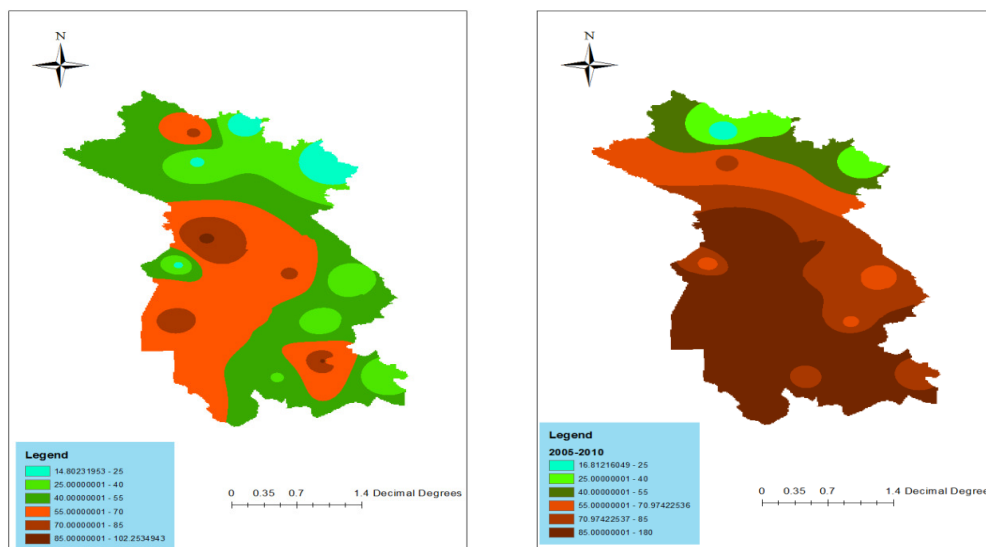 N
Legend
14.80231953 - 25
25.00000001 - 40
40.00000001 - 55
55.00000001 - 70
70.00000001 - 85
85.00000001 - 102.2534943
0 0.35 0.7 1.4 Decimal Degrees
N
Legend
2005-2010
16.81216049 - 25
25.00000001 - 40
40.00000001 - 55
55.00000001 - 70.97422536
70.97422537 - 85
85.00000001 - 180
0 0.35 0.7 1.4 Decimal Degrees